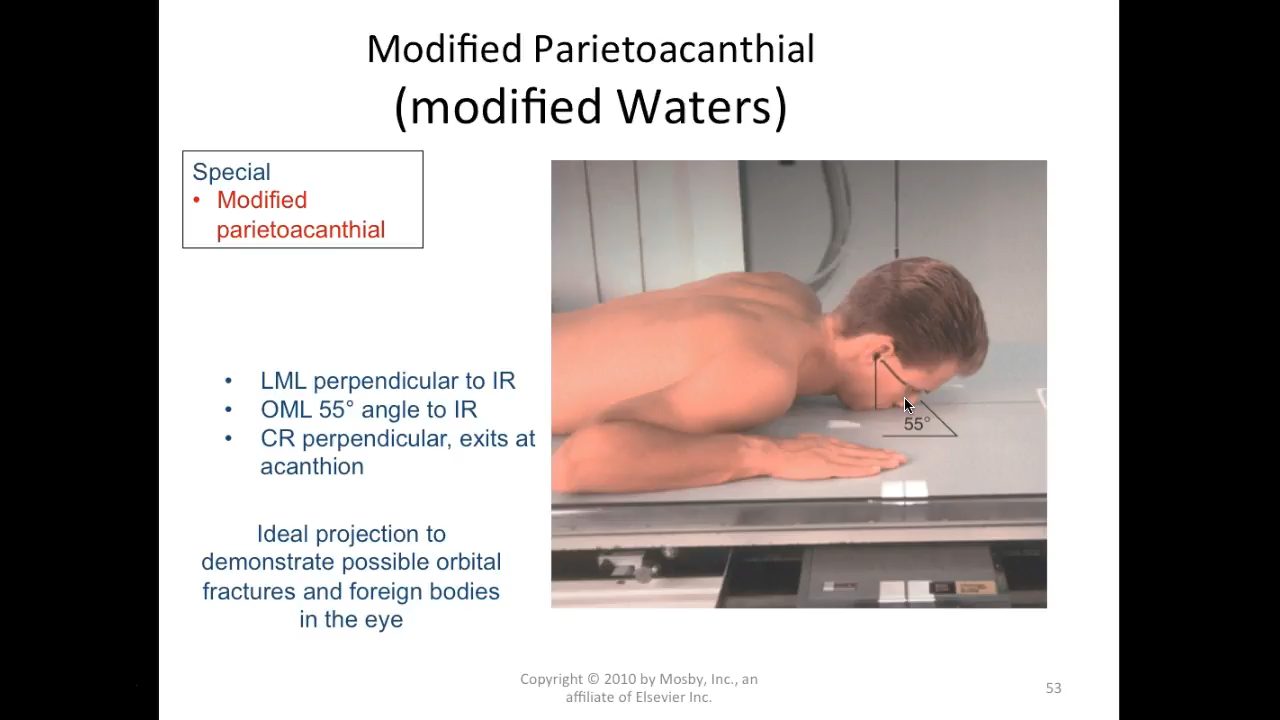 Modified Parietoacanthial
(modified Waters)
Special
• Modified
parietoacanthial
• LML perpendicular to IR
• OML 55° angle to IR
• CR perpendicular, exits at
acanthion
Ideal projection to
demonstrate possible orbital
fractures and foreign bodies
in the eye
55°
Copyright © 2010 by Mosby, Inc., an
affiliate of Elsevier Inc.
53